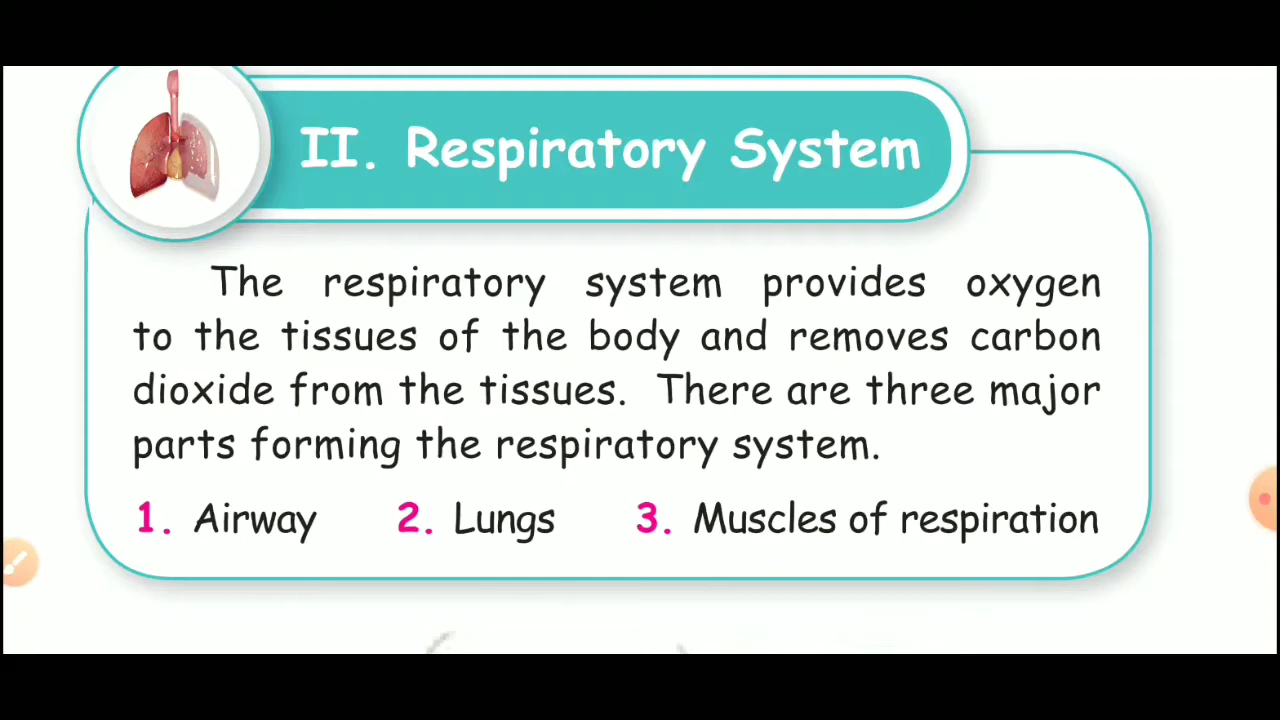 II. Respiratory System
The respiratory system provides oxygen
to the tissues of the body and removes carbon
dioxide from the tissues. There are three major
parts forming the respiratory system.
1. Airway 2. Lungs 3. Muscles of respiration